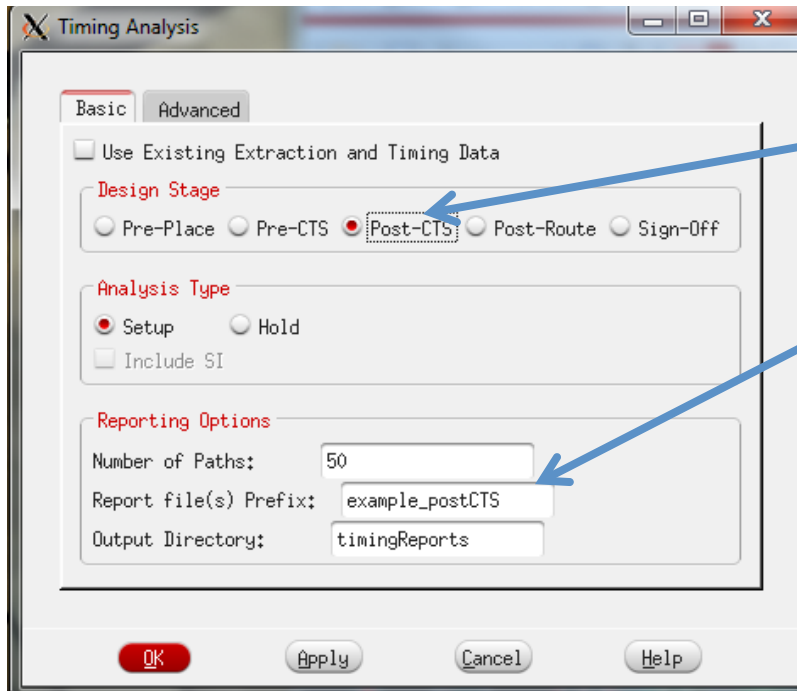 Timing Analysis
Basic Advanced
Use Existing Extraction and Timing Data
Design Stage
Pre-Place Pre-CTS Post-CTS Post-Route Sign-Off
Analysis Type
Setup Hold
Include SI
Reporting Options
Number of Paths: 50
Report file(s) Prefix: example_postCTS
Output Directory: timingReports
OK Apply Cancel Help